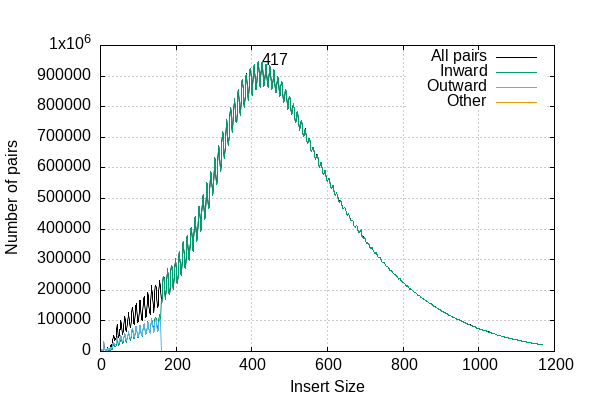 1x10^6
900000
800000
700000
600000
500000
400000
300000
200000
100000
0
Number of pairs
417
All pairs
Inward
Outward
Other
0 200 400 600 800 1000 1200
Insert Size